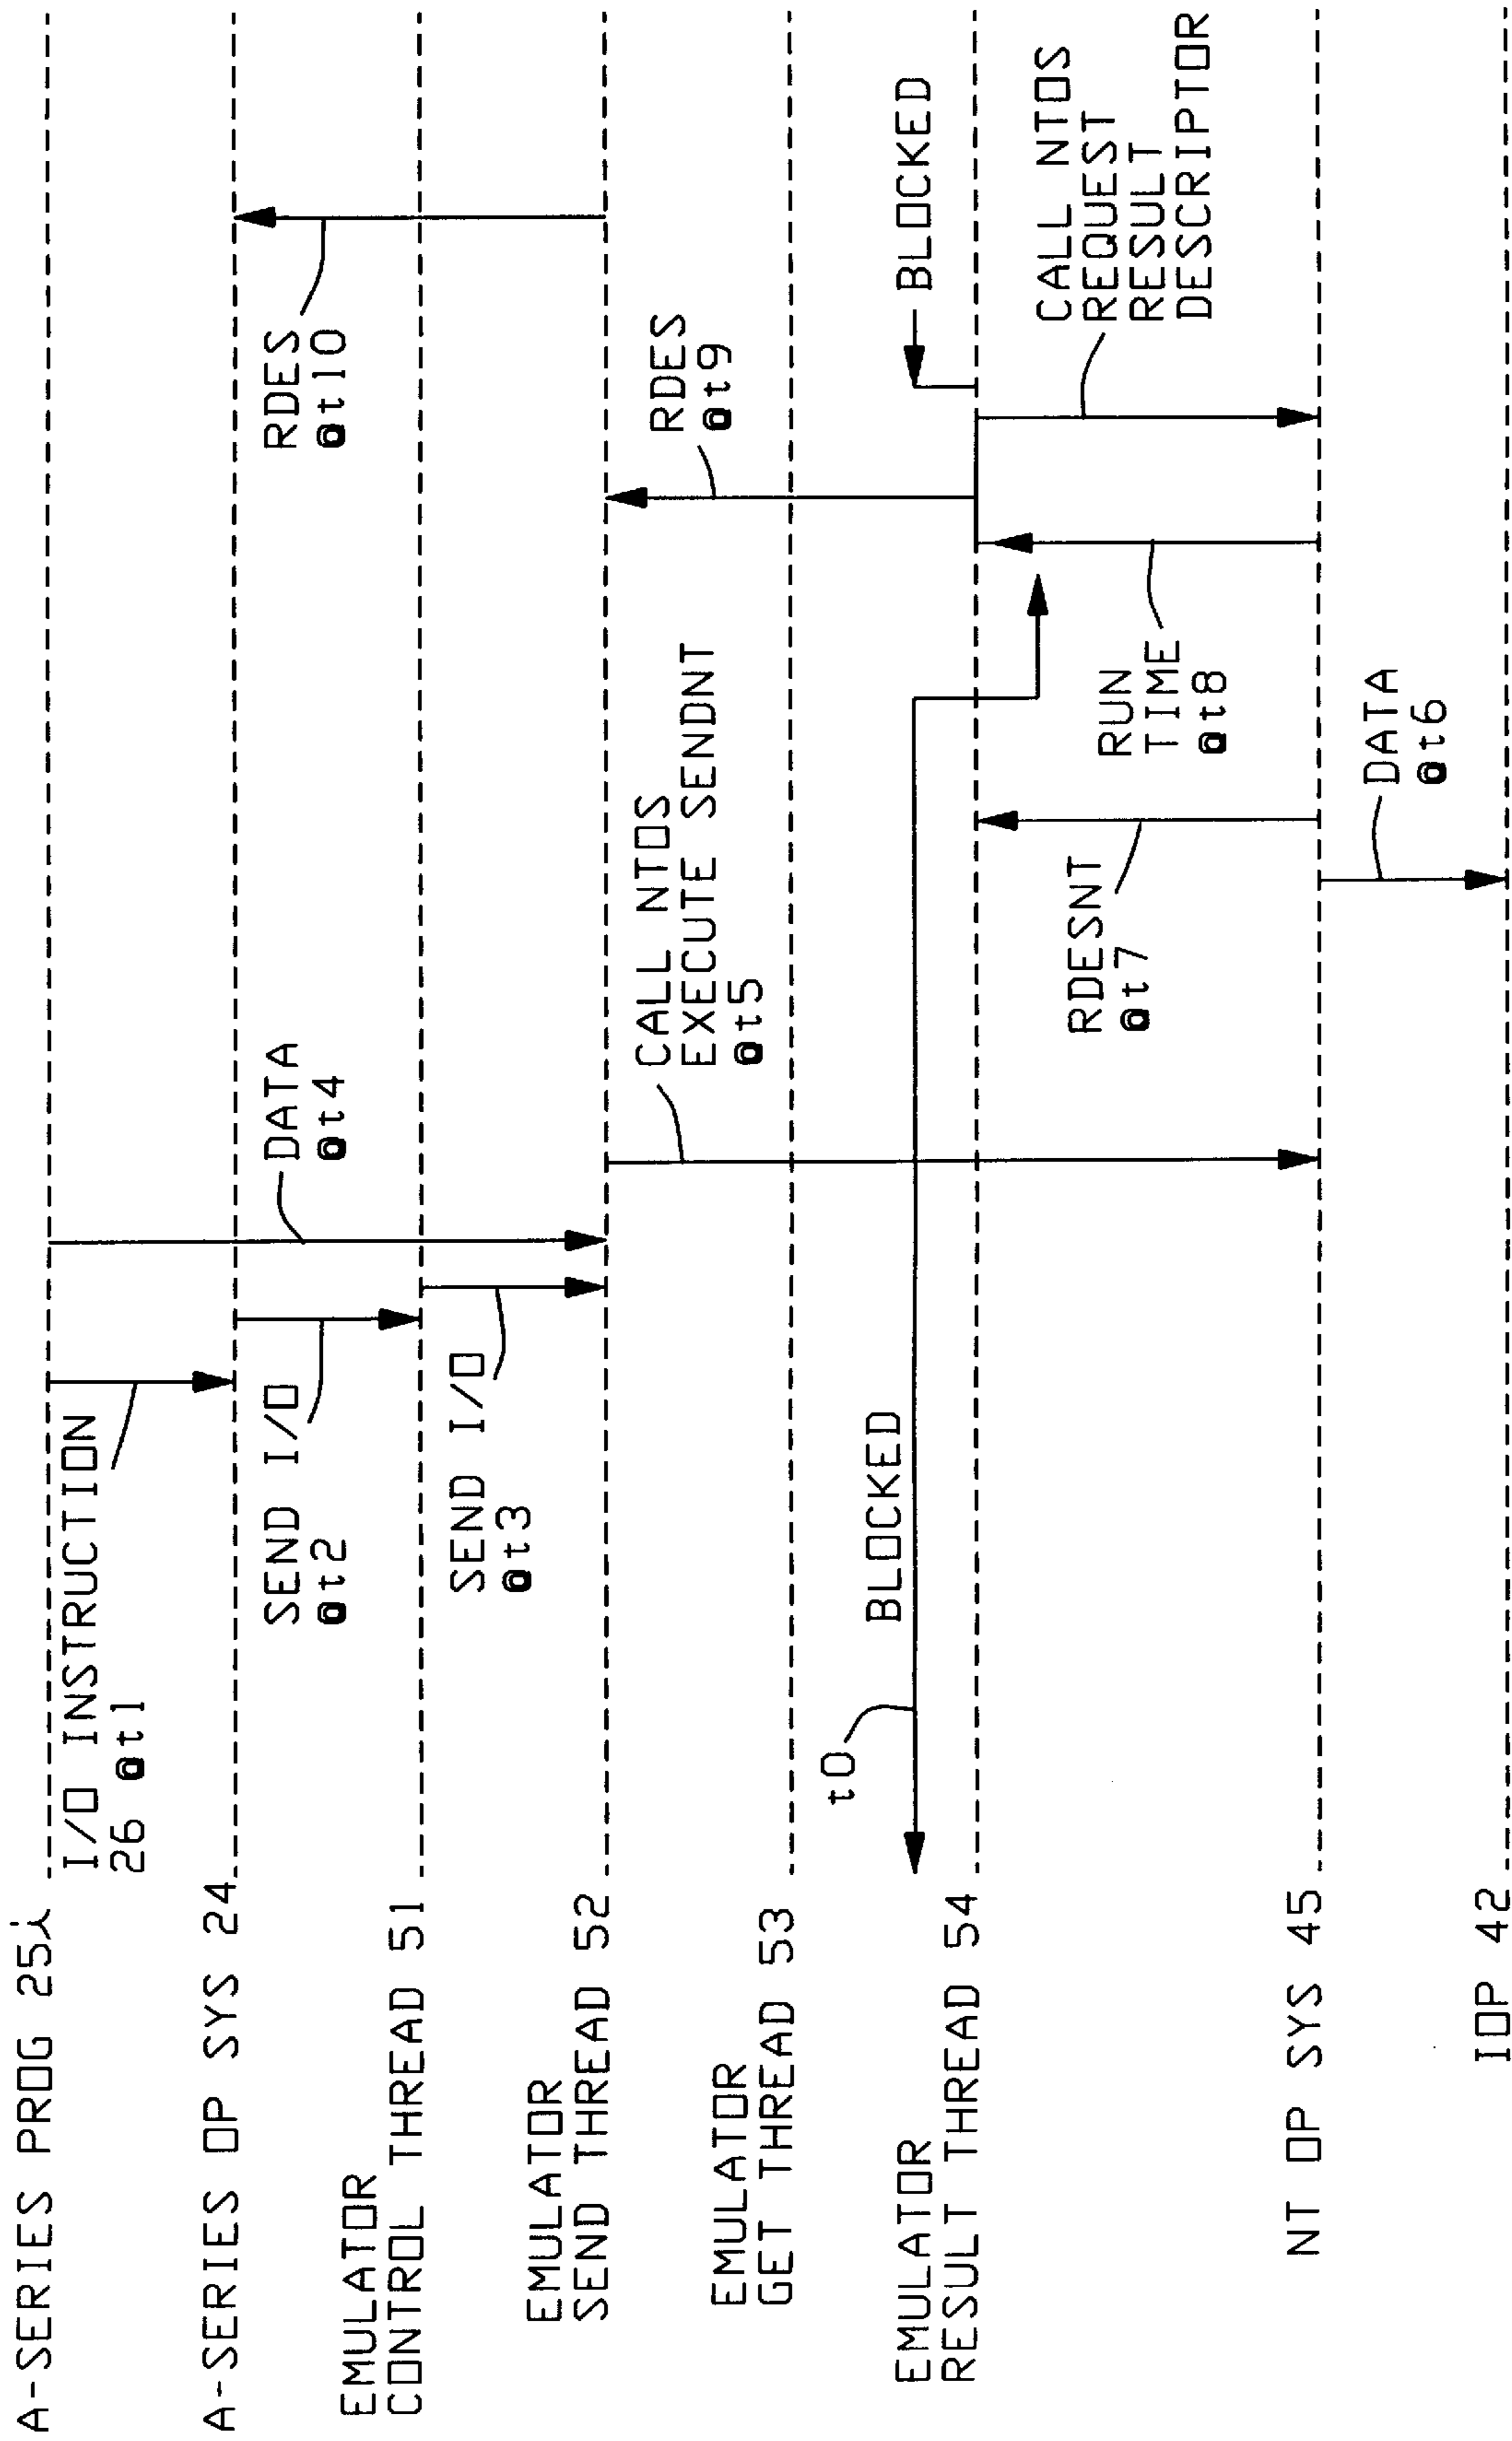 A-SERIES PROG 25i
I/O INSTRUCTION
26 @t1
A-SERIES OP SYS 24
SEND I/O
@t2
DATA
@t4
RDES
@t10
EMULATOR
CONTROL THREAD 51
SEND I/O
@t3
EMULATOR
SEND THREAD 52
CALL NTOS
EXECUTE SENDNT
@t5
RDES
@t9
EMULATOR
GET THREAD 53
t0
BLOCKED
BLOCKED
EMULATOR
RESULT THREAD 54
RDESNT
@t7
RUN
TIME
@t8
CALL NTOS
REQUEST
RESULT
DESCRIPTOR
NT OP SYS 45
DATA
@t6
IOP 42